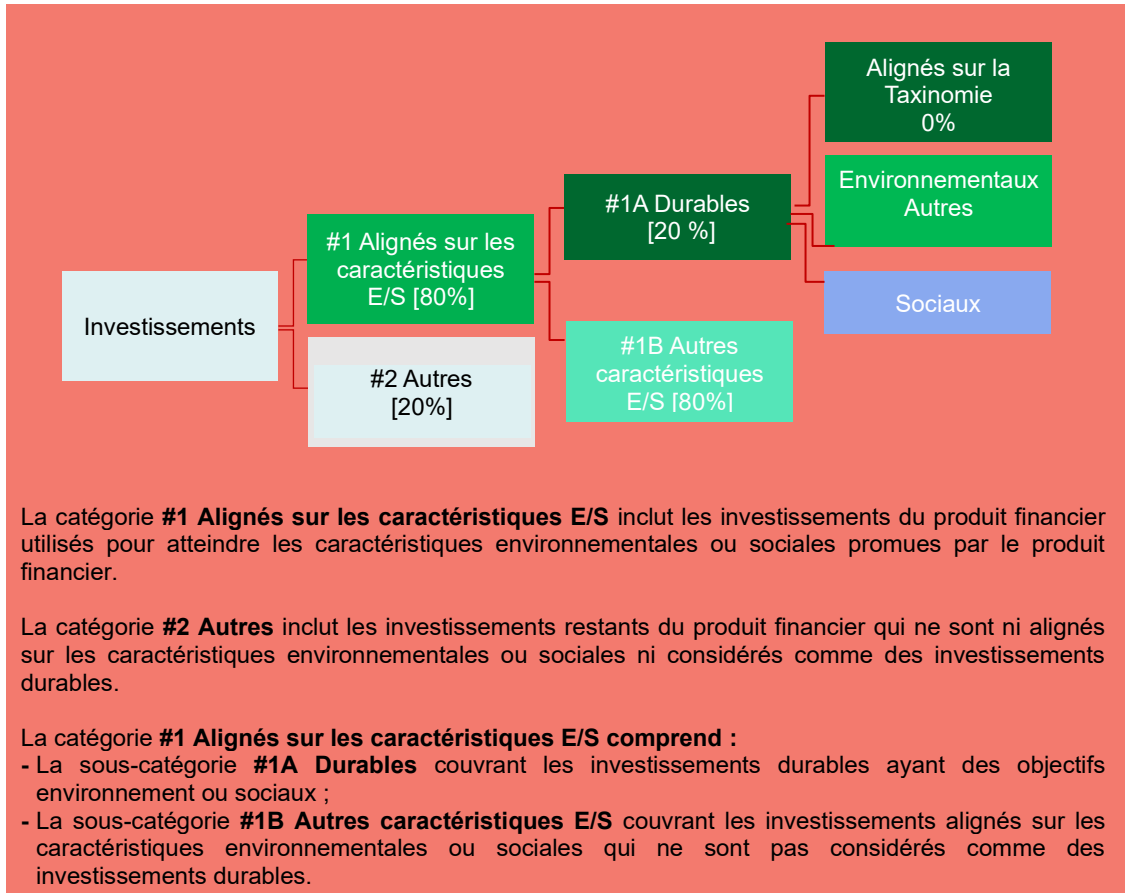 Alignés sur la
Taxinomie
0%
Environnementaux
Autres
#1A Durables
[20 %]
#1 Alignés sur les
caractéristiques
E/S [80%]
Sociaux
Investissements
#1B Autres
caractéristiques
E/S [80%]
#2 Autres
[20%]
La catégorie #1 Alignés sur les caractéristiques E/S inclut les investissements du produit financier
utilisés pour atteindre les caractéristiques environnementales ou sociales promues par le produit
financier.
La catégorie #2 Autres inclut les investissements restants du produit financier qui ne sont ni alignés
sur les caractéristiques environnementales ou sociales ni considérés comme des investissements
durables.
La catégorie #1 Alignés sur les caractéristiques E/S comprend :
- La sous-catégorie #1A Durables couvrant les investissements durables ayant des objectifs
environnement ou sociaux ;
- La sous-catégorie #1B Autres caractéristiques E/S couvrant les investissements alignés sur les
caractéristiques environnementales ou sociales qui ne sont pas considérés comme des
investissements durables.